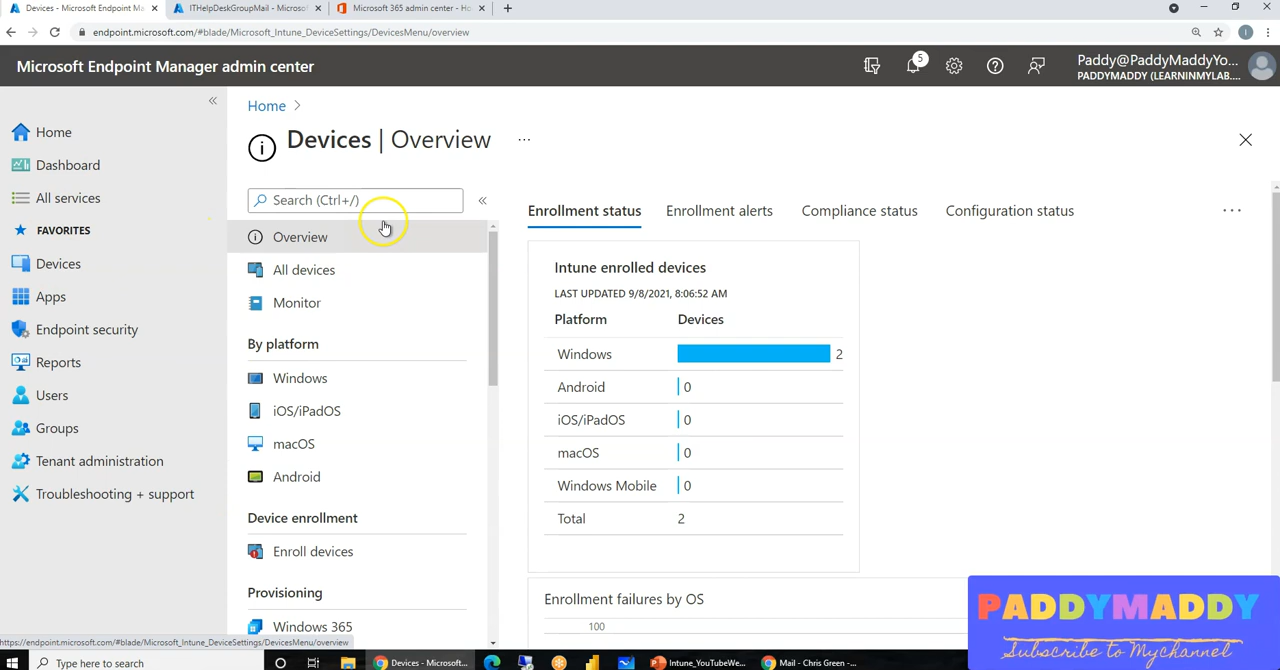 Devices - Microsoft Endpoint Ma
ITHelpDeskGroupMail - Microsof
Microsoft 365 admin center - Ho
endpoint.microsoft.com/#blade/Microsoft_Intune_DeviceSettings/DevicesMenu/overview
Microsoft Endpoint Manager admin center
5
Paddy@PaddyMaddyYo...
PADDYMADDY (LEARNINMYLAB....
Home
Dashboard
All services
FAVORITES
Devices
Apps
Endpoint security
Reports
Users
Groups
Tenant administration
Troubleshooting + support
Home >
Devices | Overview
...
Search (Ctrl+/)
Overview
All devices
Monitor
By platform
Windows
iOS/iPadOS
macOS
Android
Device enrollment
Enroll devices
Provisioning
Windows 365
Enrollment status
Enrollment alerts
Compliance status
Configuration status
...
Intune enrolled devices
LAST UPDATED 9/8/2021, 8:06:52 AM
Platform Devices
Windows 2
Android 0
iOS/iPadOS 0
macOS 0
Windows Mobile 0
Total 2
Enrollment failures by OS
100
PADDYMADDY
Subscribe to Mychannel
https://endpoint.microsoft.com/#blade/Microsoft_Intune_DeviceSettings/DevicesMenu/overview
Type here to search
Devices - Microsoft...
Intune_YouTubeWe...
Mail - Chris Green -...